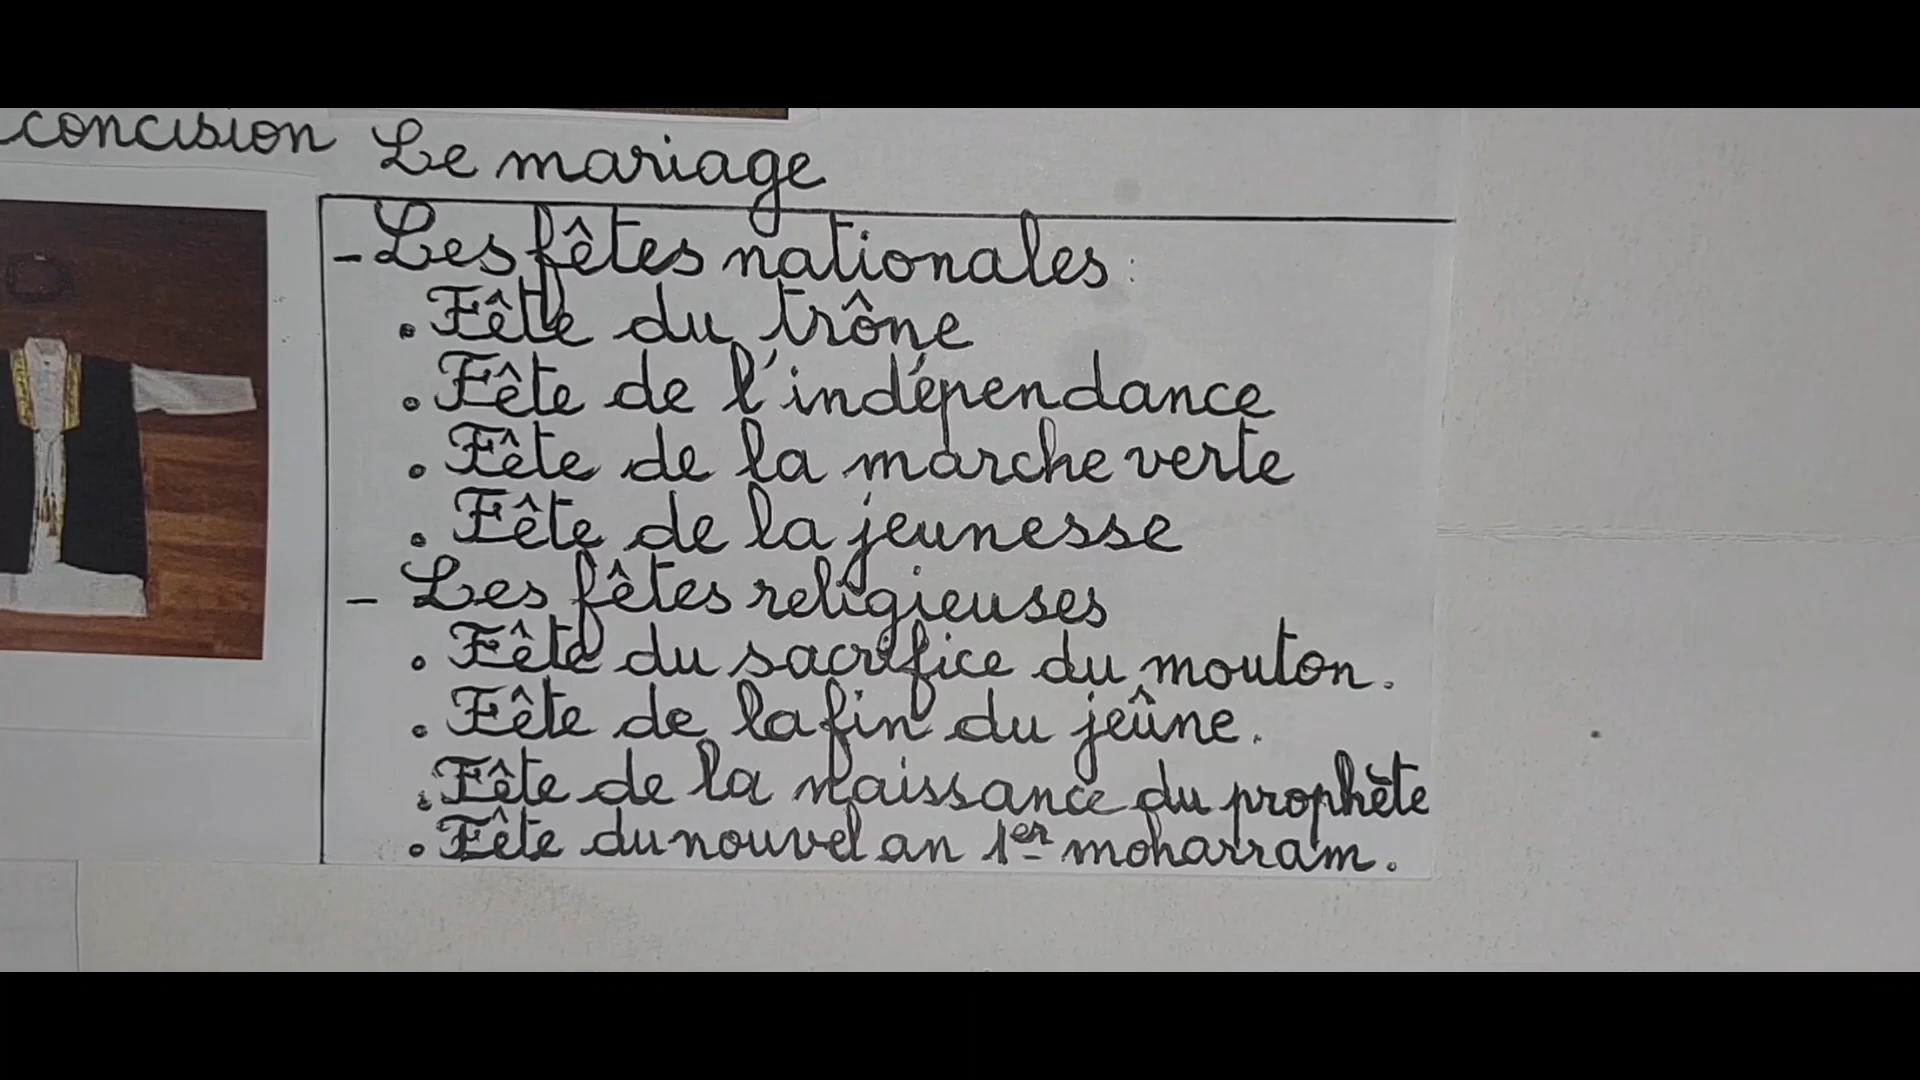 concision
Le mariage
- Les fêtes nationales:
. Fête du trône
. Fête de l'indépendance
. Fête de la marche verte
. Fête de la jeunesse
- Les fêtes religieuses
. Fête du sacrifice du mouton.
. Fête de la fin du jeûne.
. Fête de la naissance du prophète
. Fête du nouvel an 1er moharram.